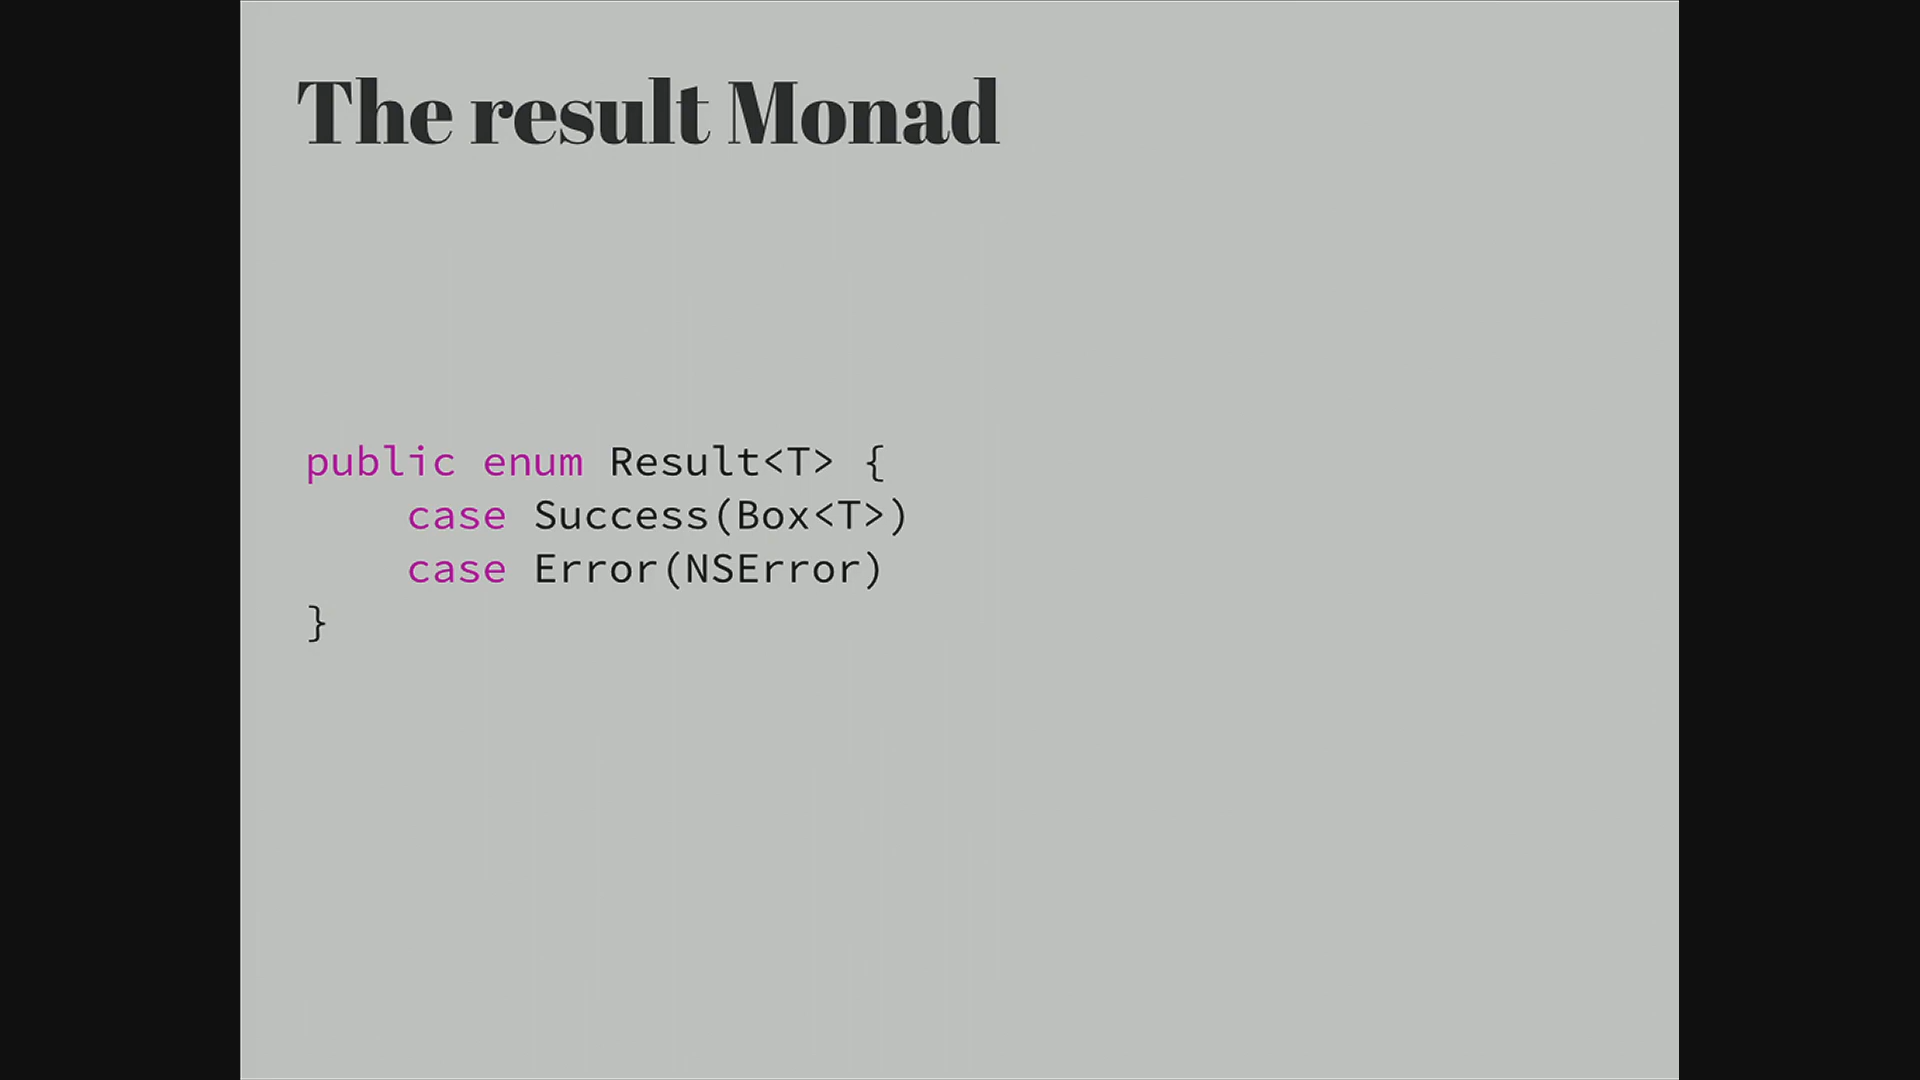 The result Monad
public enum Result<T> {
    case Success(Box<T>)
    case Error(NSError)
}